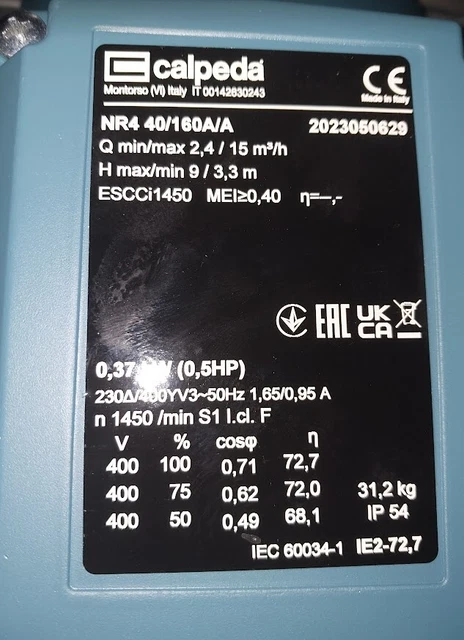 calpeda
Montorso (VI) Italy IT 00142630243
CE
Made in Italy
NR4 40/160A/A 2023050629
Q min/max 2,4 / 15 m³/h
H max/min 9 / 3,3 m
ESCCi1450 MEI≥0,40 η=--,-
EAC UK CA
0,37 (0,5HP)
230Δ/400YV3~50Hz 1,65/0,95 A
n 1450 /min S1 I.cl. F
V % cosφ η
400 100 0,71 72,7
400 75 0,62 72,0 31,2 kg
400 50 0,49 68,1 IP 54
IEC 60034-1 IE2-72,7